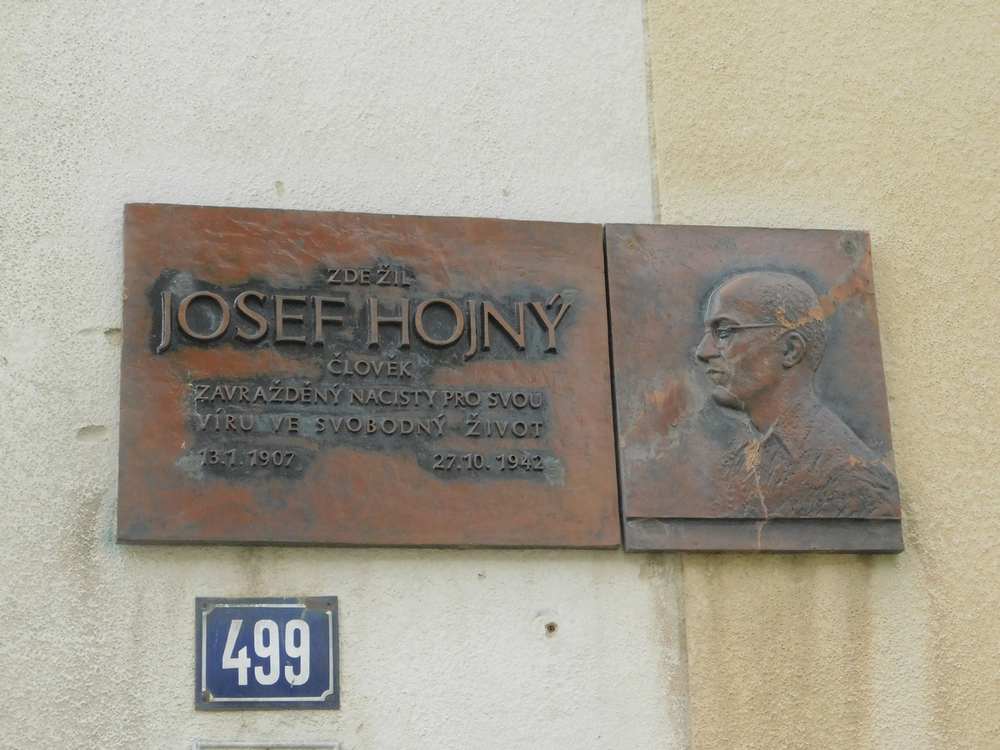 ZDE ŽIL
JOSEF HOJNÝ
ČLOVĚK
ZAVRAŽDĚNÝ NACISTY PRO SVOU
VÍRU VE SVOBODNÝ ŽIVOT
13.1.1907 27.10.1942
499